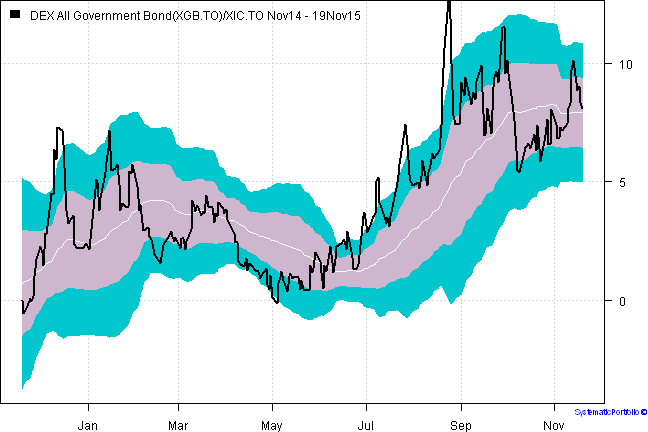 DEX All Government Bond(XGB.TO)/XIC.TO Nov14 - 19Nov15
10
5
0
Jan Mar May Jul Sep Nov
SystematicPortfolio ©